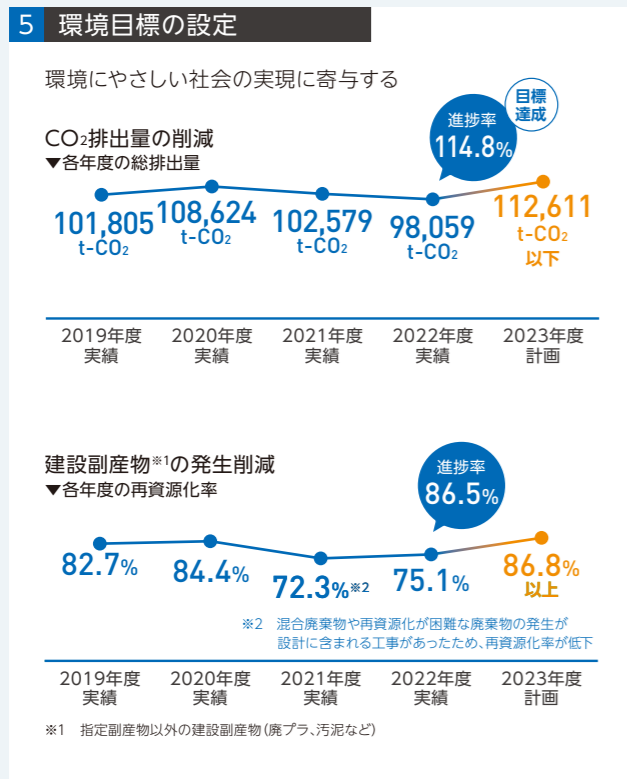 5 環境目標の設定
環境にやさしい社会の実現に寄与する
目標
達成
進捗率
114.8%
CO₂排出量の削減
▼各年度の総排出量
101,805
t-CO₂
108,624
t-CO₂
102,579
t-CO₂
98,059
t-CO₂
112,611
t-CO₂
以下
2019年度
実績
2020年度
実績
2021年度
実績
2022年度
実績
2023年度
計画
建設副産物※1の発生削減
▼各年度の再資源化率
進捗率
86.5%
82.7%
84.4%
72.3%※2
75.1%
86.8%
以上
※2 混合廃棄物や再資源化が困難な廃棄物の発生が
設計に含まれる工事があったため、再資源化率が低下
2019年度
実績
2020年度
実績
2021年度
実績
2022年度
実績
2023年度
計画
※1 指定副産物以外の建設副産物(廃プラ、汚泥など)